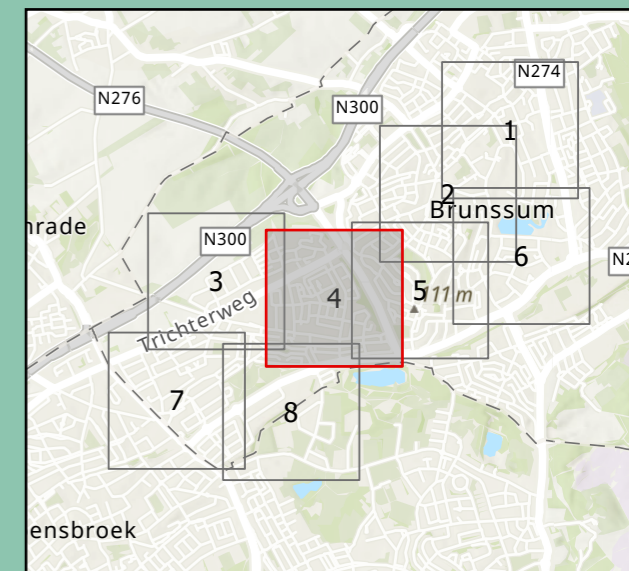 N274
N276
N300
1
2
Brunssum
nrade
N300
6
N2
3
5
111 m
4
Trichterweg
7
8
ensbroek